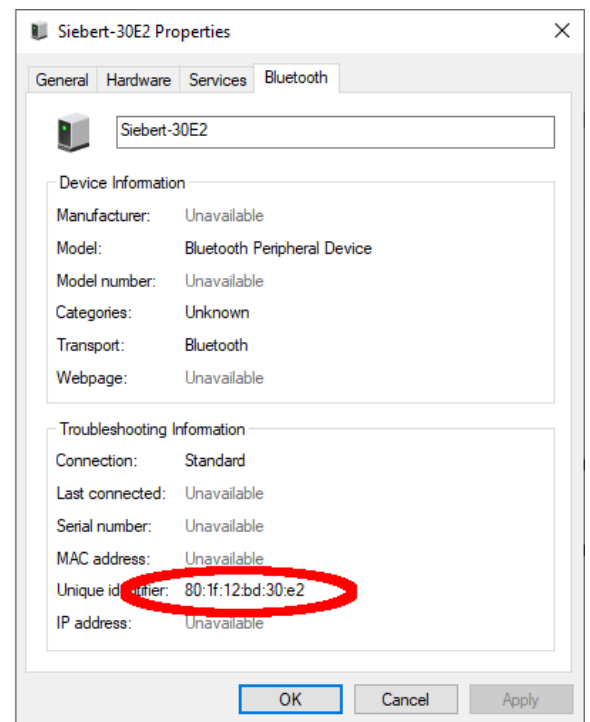 Siebert-30E2 Properties
General Hardware Services Bluetooth
Siebert-30E2
Device Information
Manufacturer: Unavailable
Model: Bluetooth Peripheral Device
Model number: Unavailable
Categories: Unknown
Transport: Bluetooth
Webpage: Unavailable
Troubleshooting Information
Connection: Standard
Last connected: Unavailable
Serial number: Unavailable
MAC address: Unavailable
Unique identifier: 80:1f:12:bd:30:e2
IP address: Unavailable
OK Cancel Apply